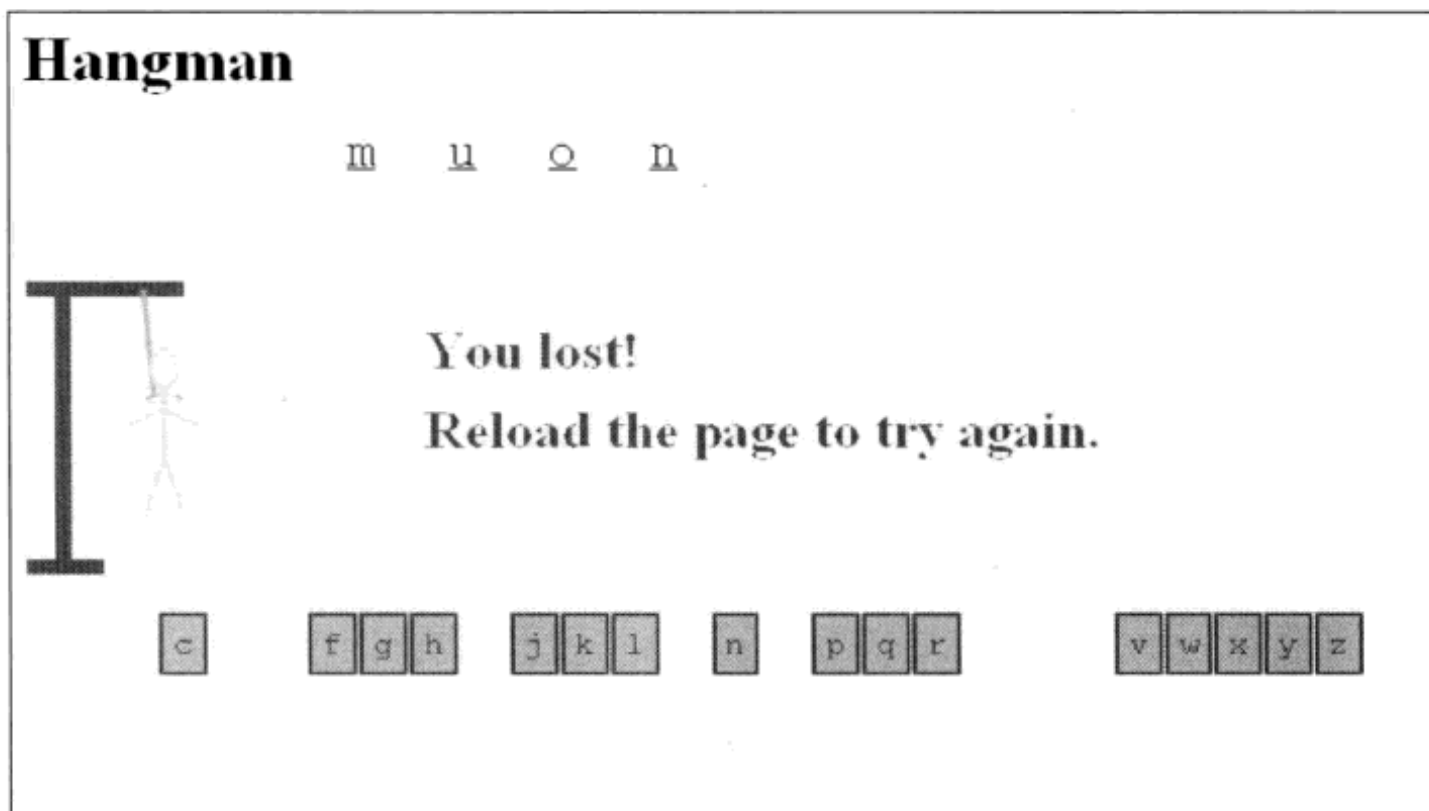 Hangman
m u o n
You lost!
Reload the page to try again.
c f g h j k l n p q r v w x y z